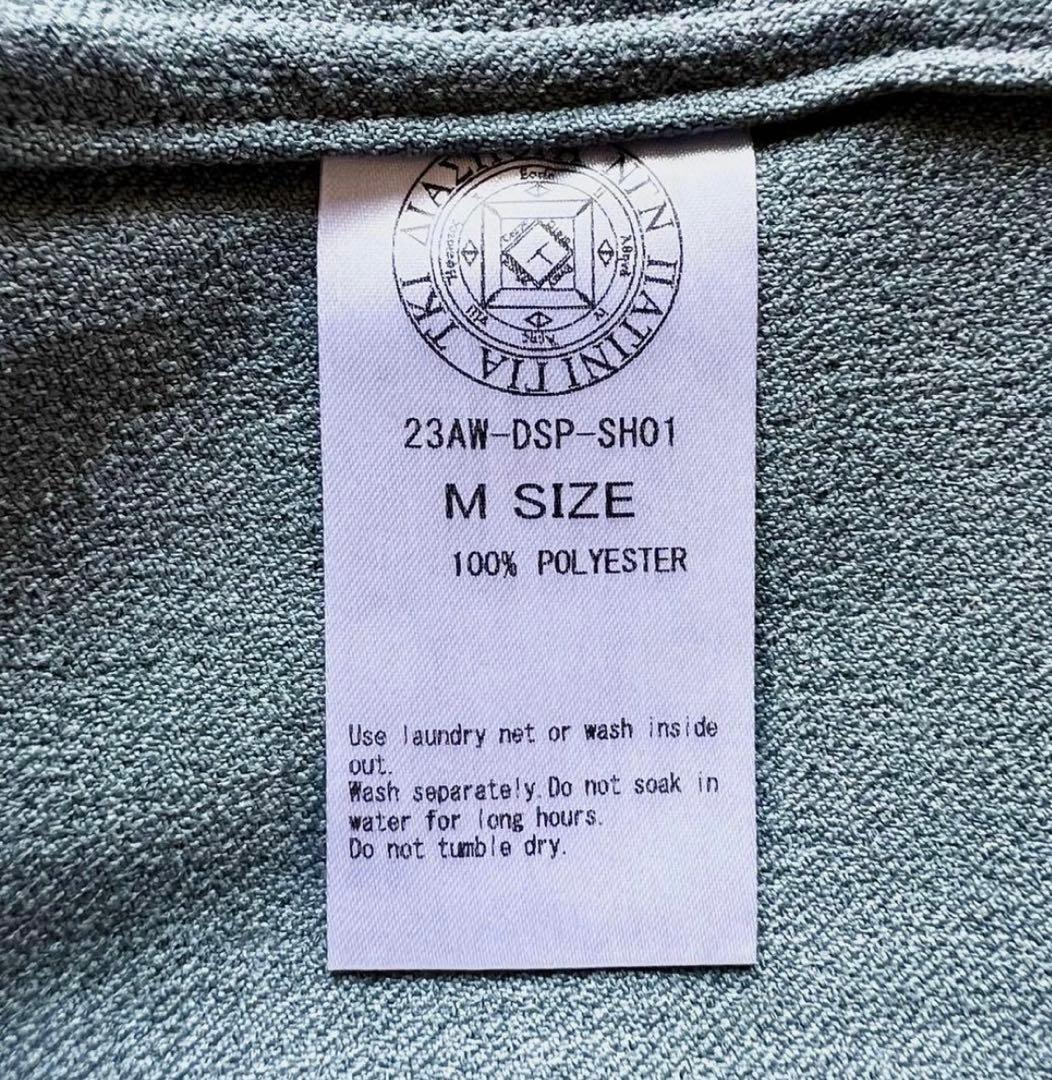 23AW-DSP-SH01
M SIZE
100% POLYESTER
Use laundry net or wash inside
out.
Wash separately.Do not soak in
water for long hours.
Do not tumble dry.